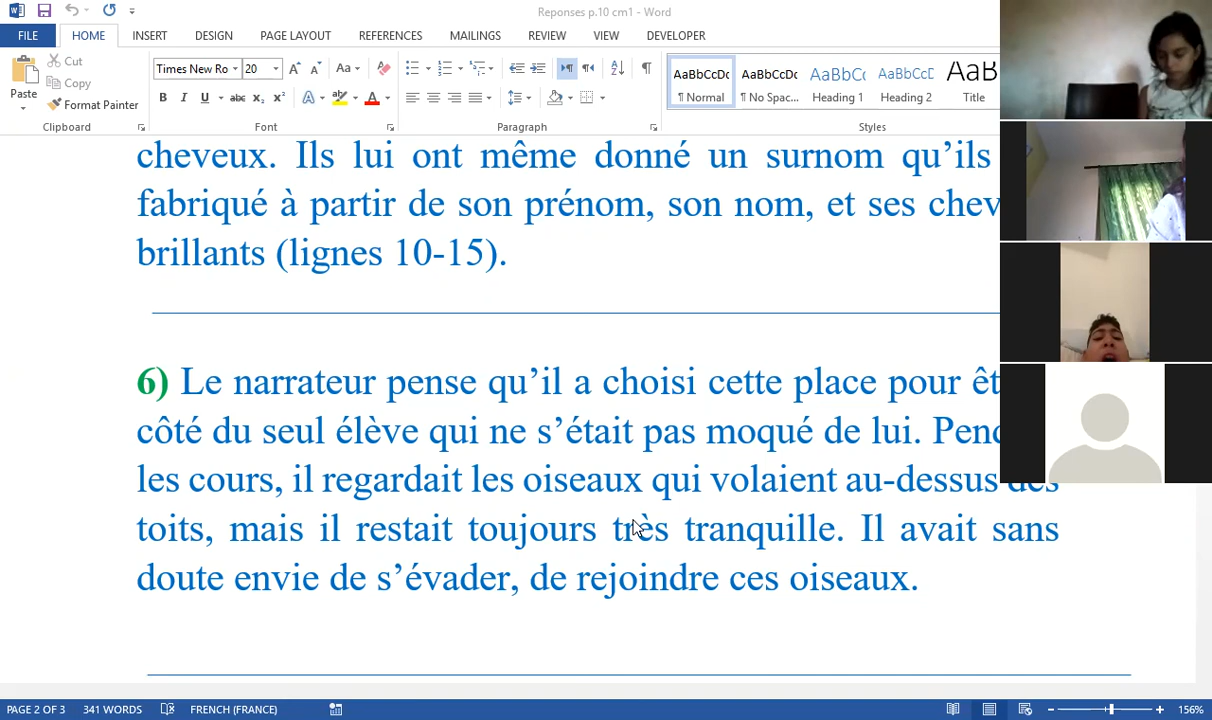 Reponses p.10 cm1 - Word
FILE HOME INSERT DESIGN PAGE LAYOUT REFERENCES MAILINGS REVIEW VIEW DEVELOPER
Cut
Copy
Paste
Format Painter
Times New Ro 20
AaBbCcDc AaBbCcDc AaBbC AaBbCcD AaB
¶ Normal ¶ No Spac... Heading 1 Heading 2 Title
Clipboard Font Paragraph Styles
cheveux. Ils lui ont même donné un surnom qu’ils
fabriqué à partir de son prénom, son nom, et ses
brillants (lignes 10-15).
6) Le narrateur pense qu’il a choisi cette place pour
côté du seul élève qui ne s’était pas moqué de lui.
les cours, il regardait les oiseaux qui volaient au-dessus des
toits, mais il restait toujours très tranquille. Il avait sans
doute envie de s’évader, de rejoindre ces oiseaux.
PAGE 2 OF 3 341 WORDS FRENCH (FRANCE) 156%